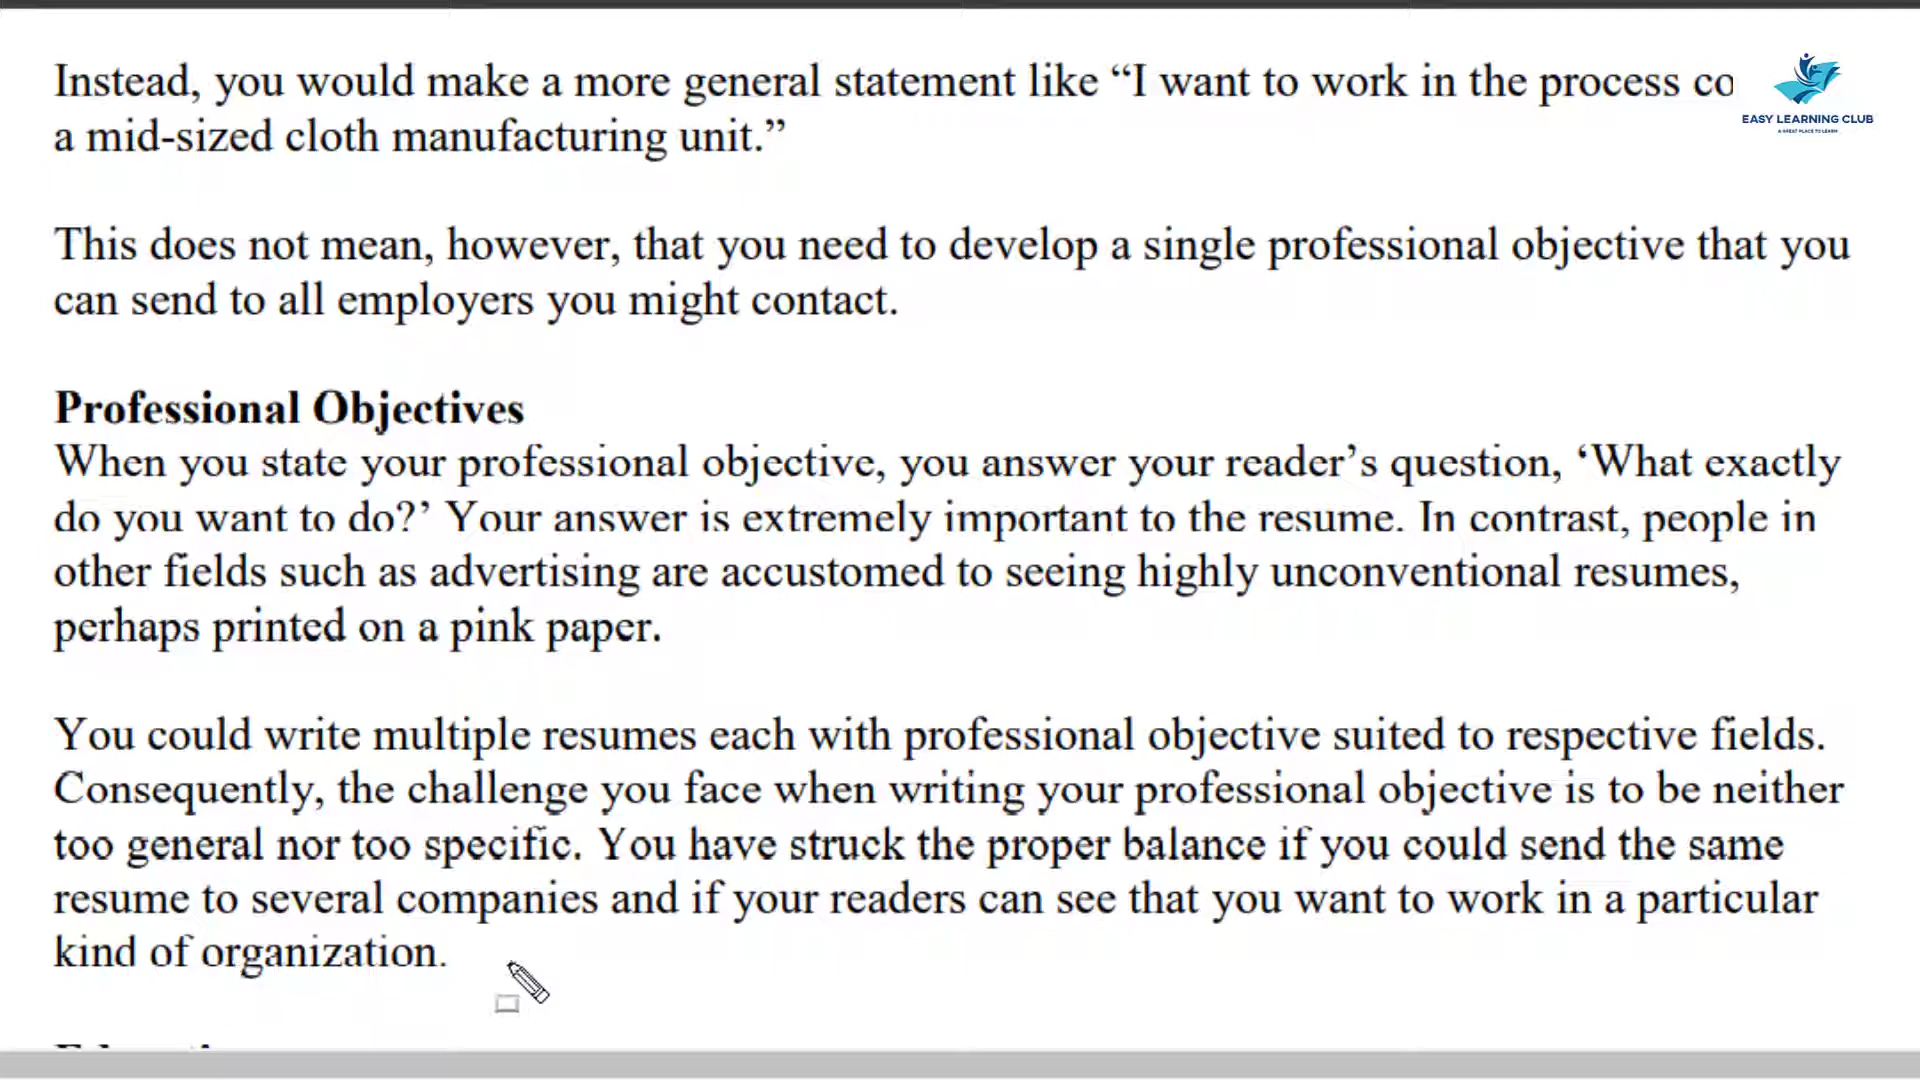 Instead, you would make a more general statement like “I want to work in the process
a mid-sized cloth manufacturing unit.”
EASY LEARNING CLUB
A GREAT PLACE TO LEARN
This does not mean, however, that you need to develop a single professional objective that you
can send to all employers you might contact.
Professional Objectives
When you state your professional objective, you answer your reader’s question, ‘What exactly
do you want to do?’ Your answer is extremely important to the resume. In contrast, people in
other fields such as advertising are accustomed to seeing highly unconventional resumes,
perhaps printed on a pink paper.
You could write multiple resumes each with professional objective suited to respective fields.
Consequently, the challenge you face when writing your professional objective is to be neither
too general nor too specific. You have struck the proper balance if you could send the same
resume to several companies and if your readers can see that you want to work in a particular
kind of organization.